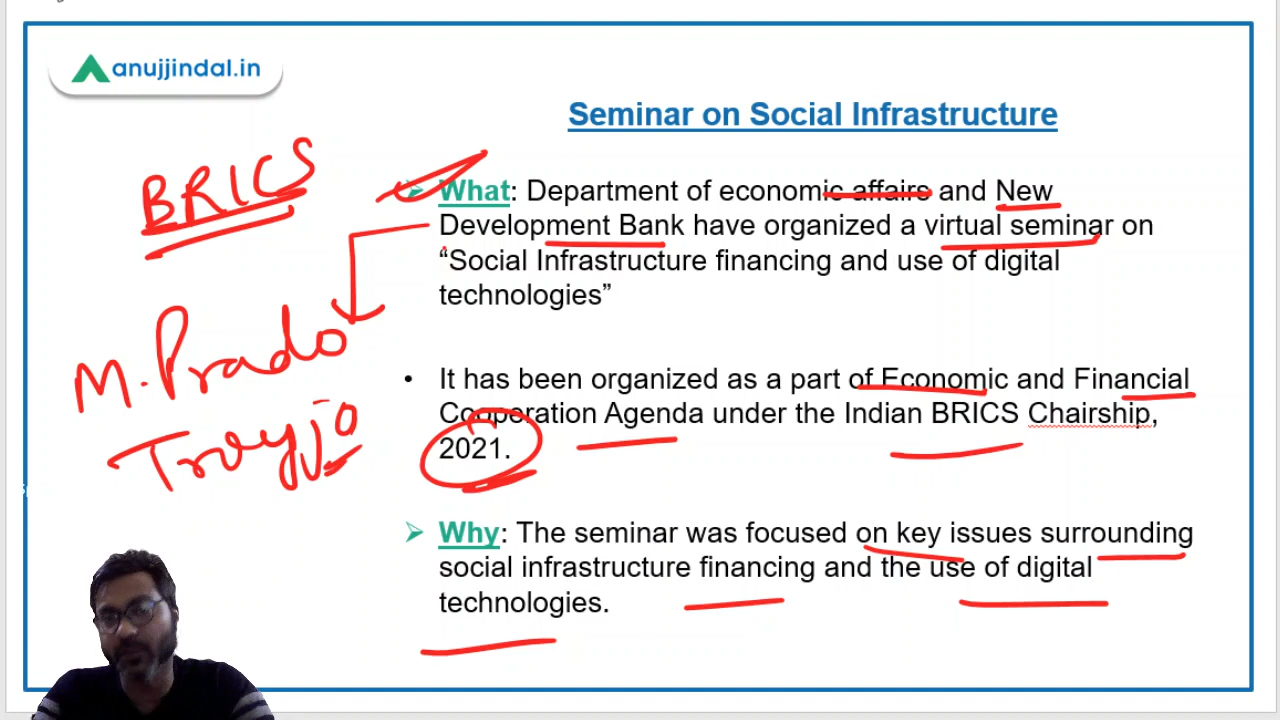 anujjindal.in
Seminar on Social Infrastructure
BRICS
What: Department of economic affairs and New
Development Bank have organized a virtual seminar on
“Social Infrastructure financing and use of digital
technologies”
M. Prado
Troyjo
• It has been organized as a part of Economic and Financial
Cooperation Agenda under the Indian BRICS Chairship,
2021.
Why: The seminar was focused on key issues surrounding
social infrastructure financing and the use of digital
technologies.